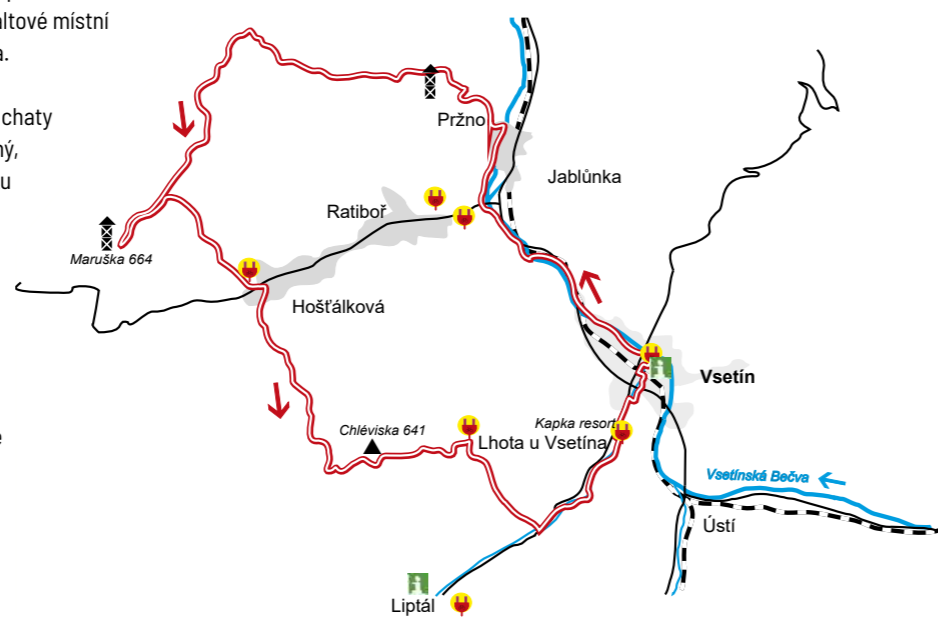 altové místní
a.
chaty
ný,
u
e
Pržno
Jablůnka
Ratiboř
Maruška 664
Hošťálková
Vsetín
Kapka resort
Chléviska 641
Lhota u Vsetína
Vsetínská Bečva
Ústí
Liptál